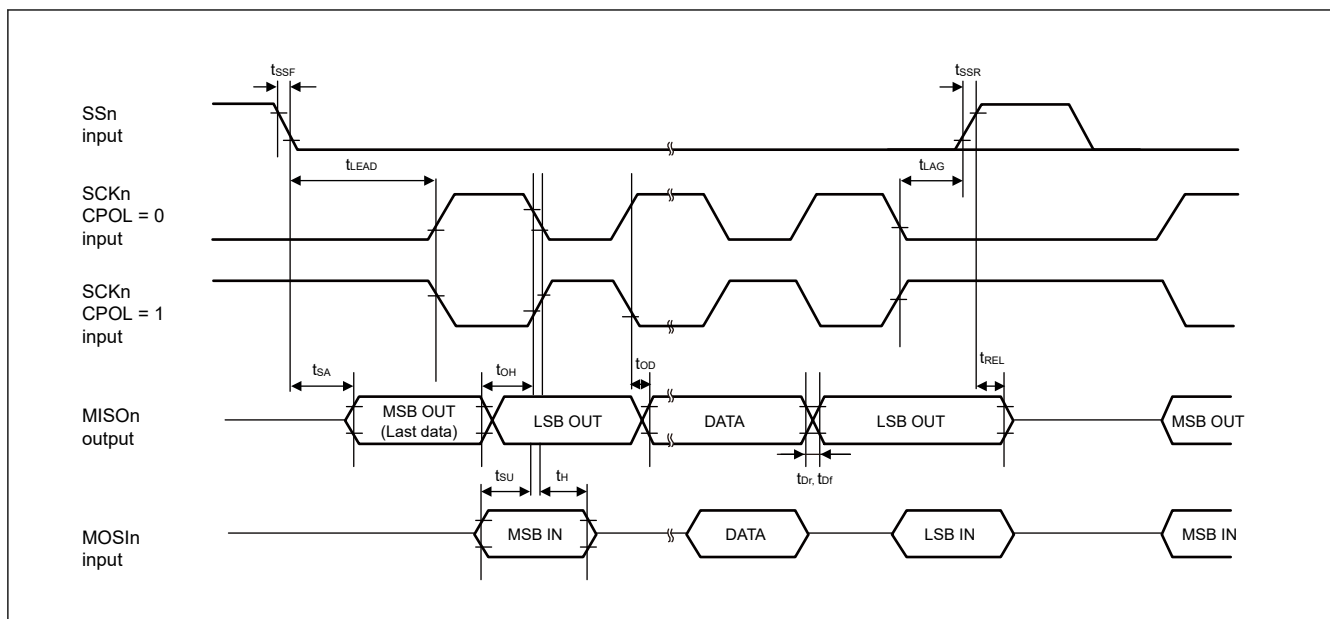 tSSF
tSSR
SSn
input
tLEAD
tLAG
SCKn
CPOL = 0
input
SCKn
CPOL = 1
input
tSA
tOH
tOD
tREL
MISOn
output
MSB OUT
(Last data)
LSB OUT
DATA
LSB OUT
MSB OUT
tSU
tH
tDr, tDf
MOSIn
input
MSB IN
DATA
LSB IN
MSB IN